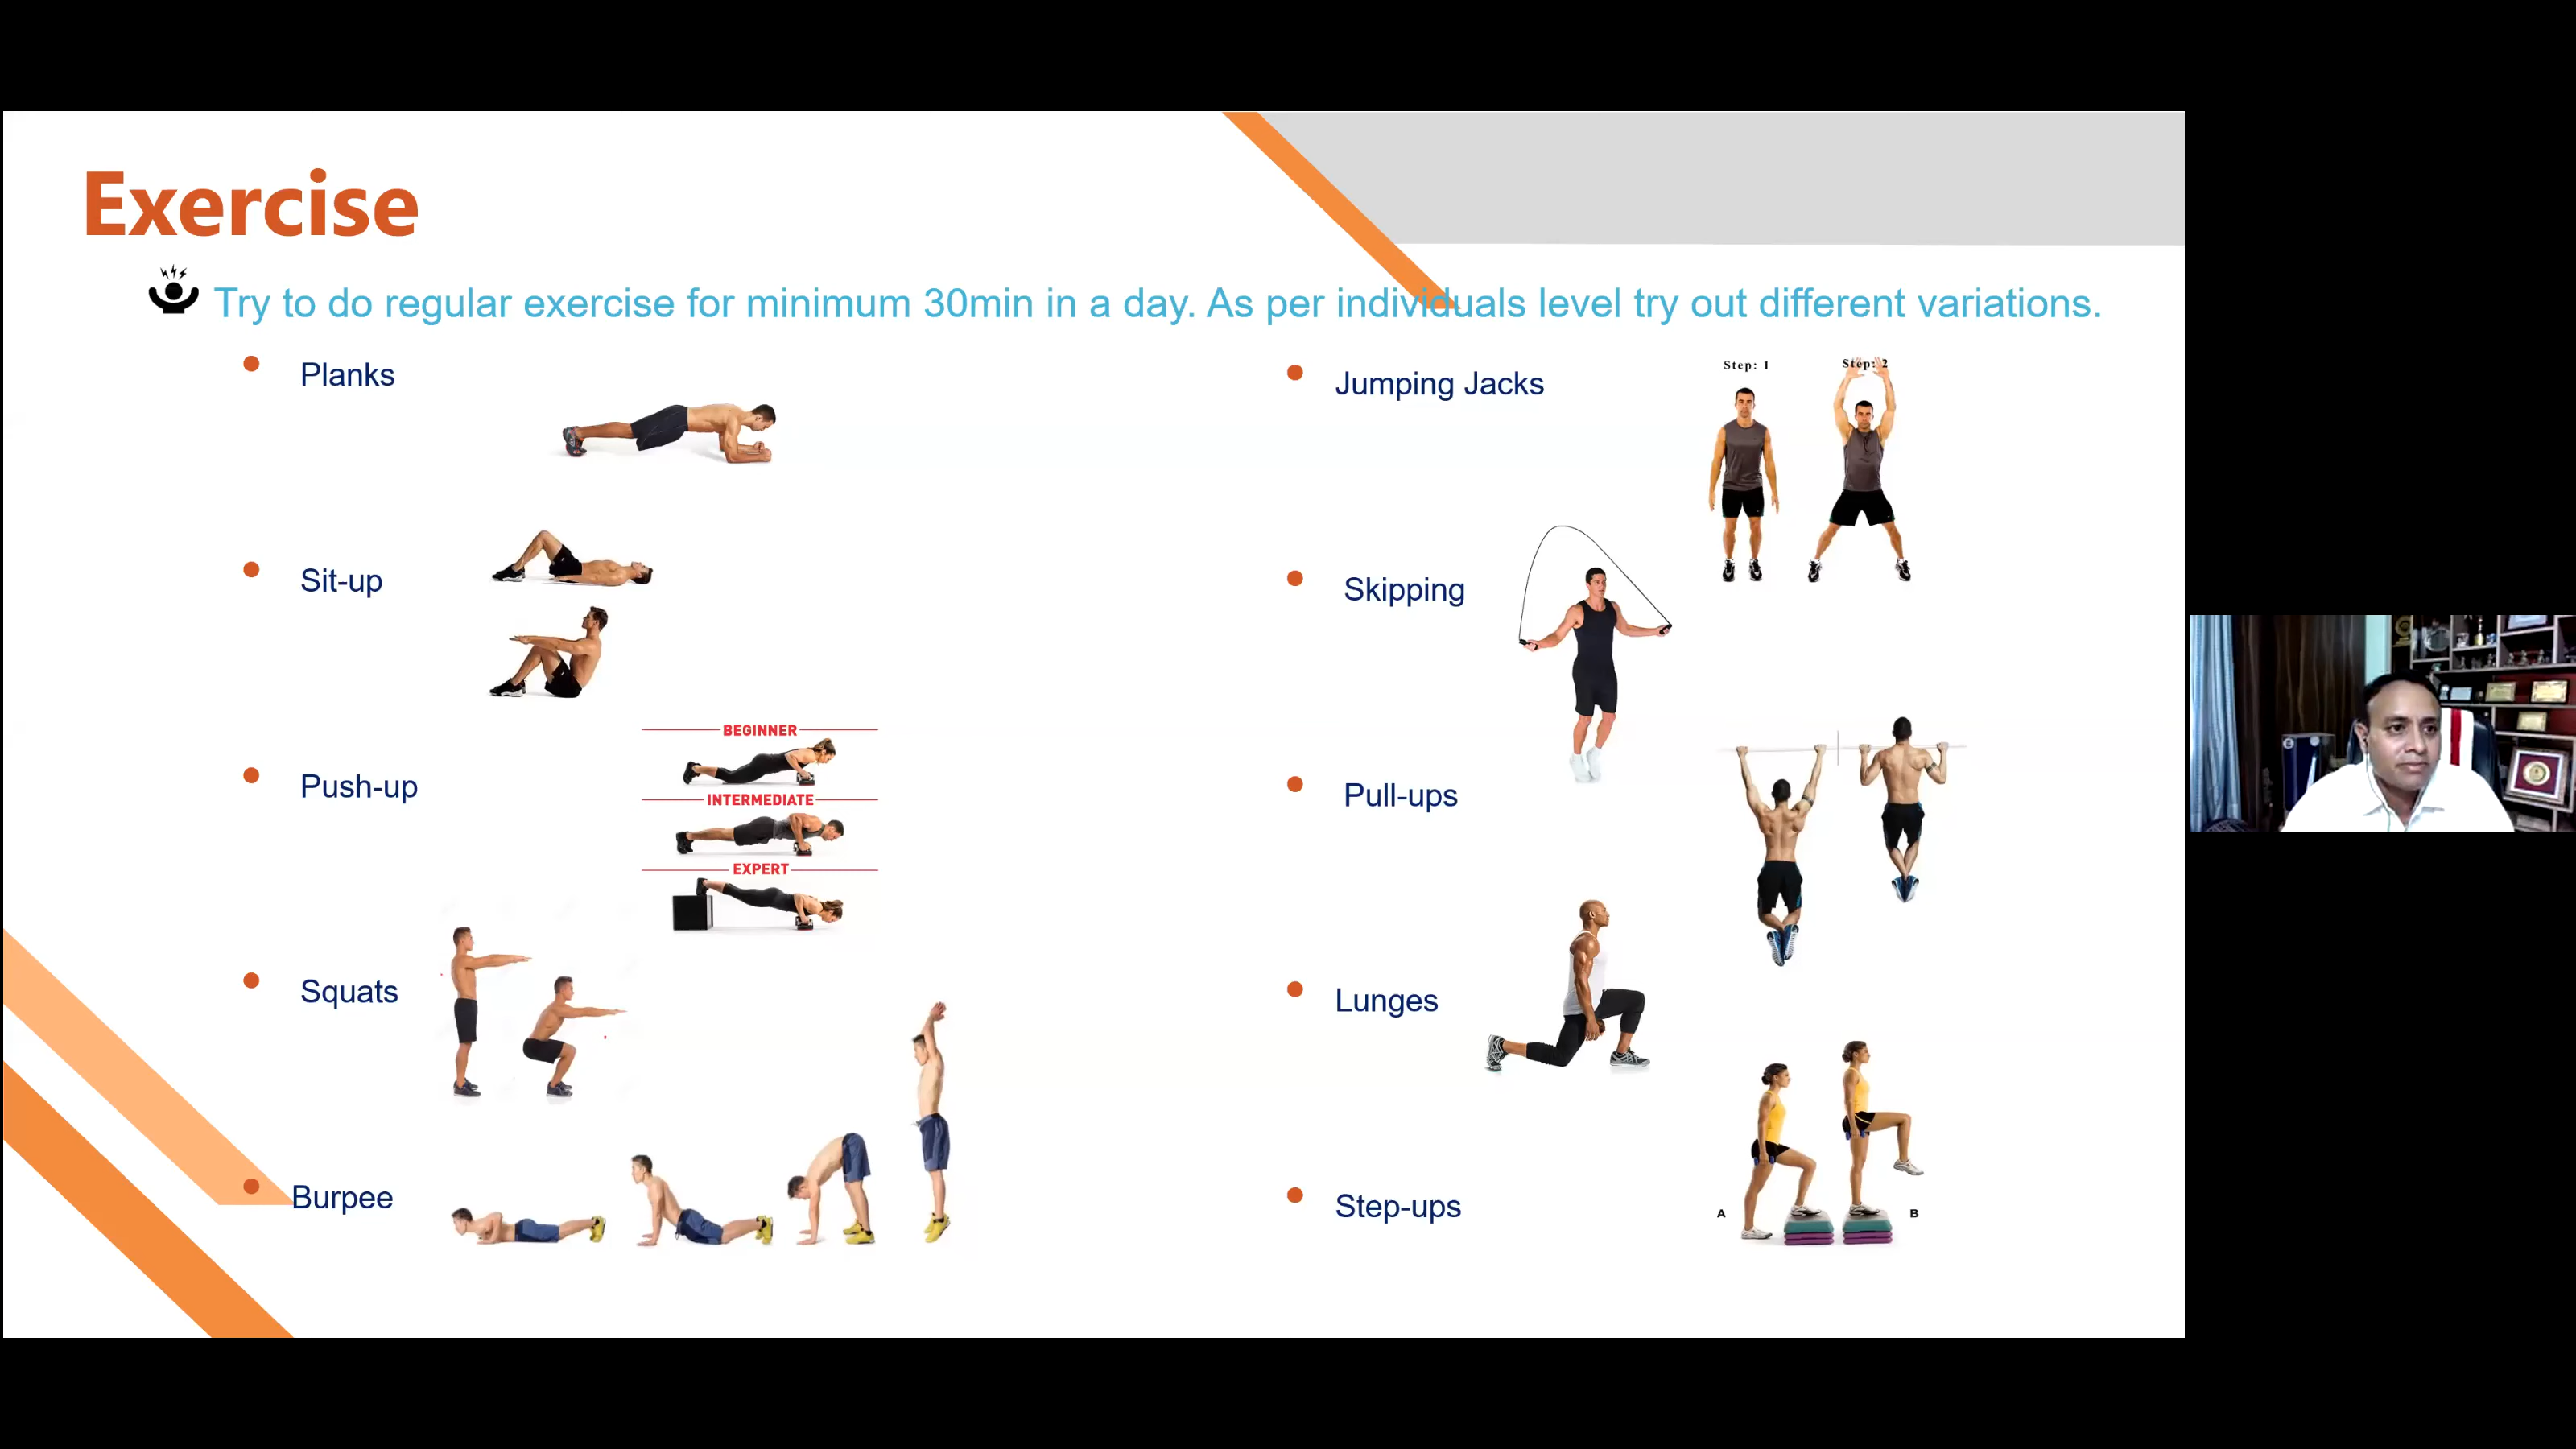 Exercise
Try to do regular exercise for minimum 30min in a day. As per individuals level try out different variations.
Planks
Sit-up
Push-up
BEGINNER
INTERMEDIATE
EXPERT
Squats
Burpee
Jumping Jacks
Step: 1
Step: 2
Skipping
Pull-ups
Lunges
Step-ups
A
B